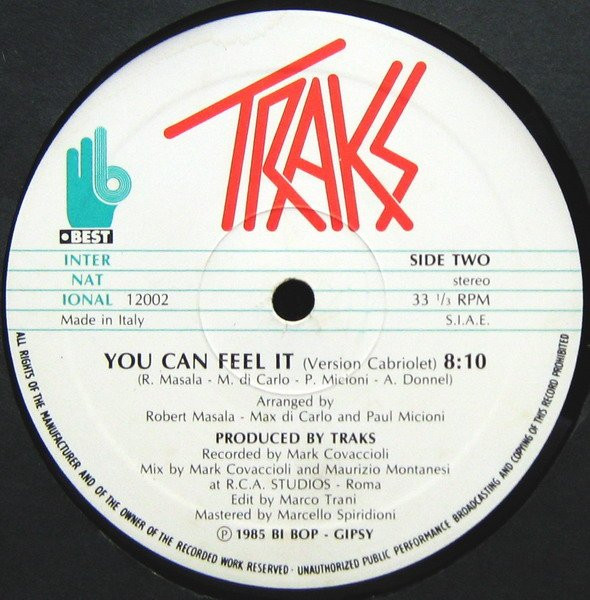 TRAKS
b
•BEST
INTER
NAT
IONAL 12002
Made in Italy
SIDE TWO
stereo
33 1/3 RPM
S.I.A.E.
YOU CAN FEEL IT (Version Cabriolet) 8:10
(R. Masala - M. di Carlo - P. Micioni - A. Donnel)
Arranged by
Robert Masala - Max di Carlo and Paul Micioni
PRODUCED BY TRAKS
Recorded by Mark Covaccioli
Mix by Mark Covaccioli and Maurizio Montanesi
at R.C.A. STUDIOS - Roma
Edit by Marco Trani
Mastered by Marcello Spiridioni
Ⓟ 1985 BI BOP - GIPSY
ALL RIGHTS OF THE MANUFACTURER AND OF THE OWNER OF THE RECORDED WORK RESERVED · UNAUTHORIZED PUBLIC PERFORMANCE BROADCASTING AND COPYING OF THIS RECORD PROHIBITED